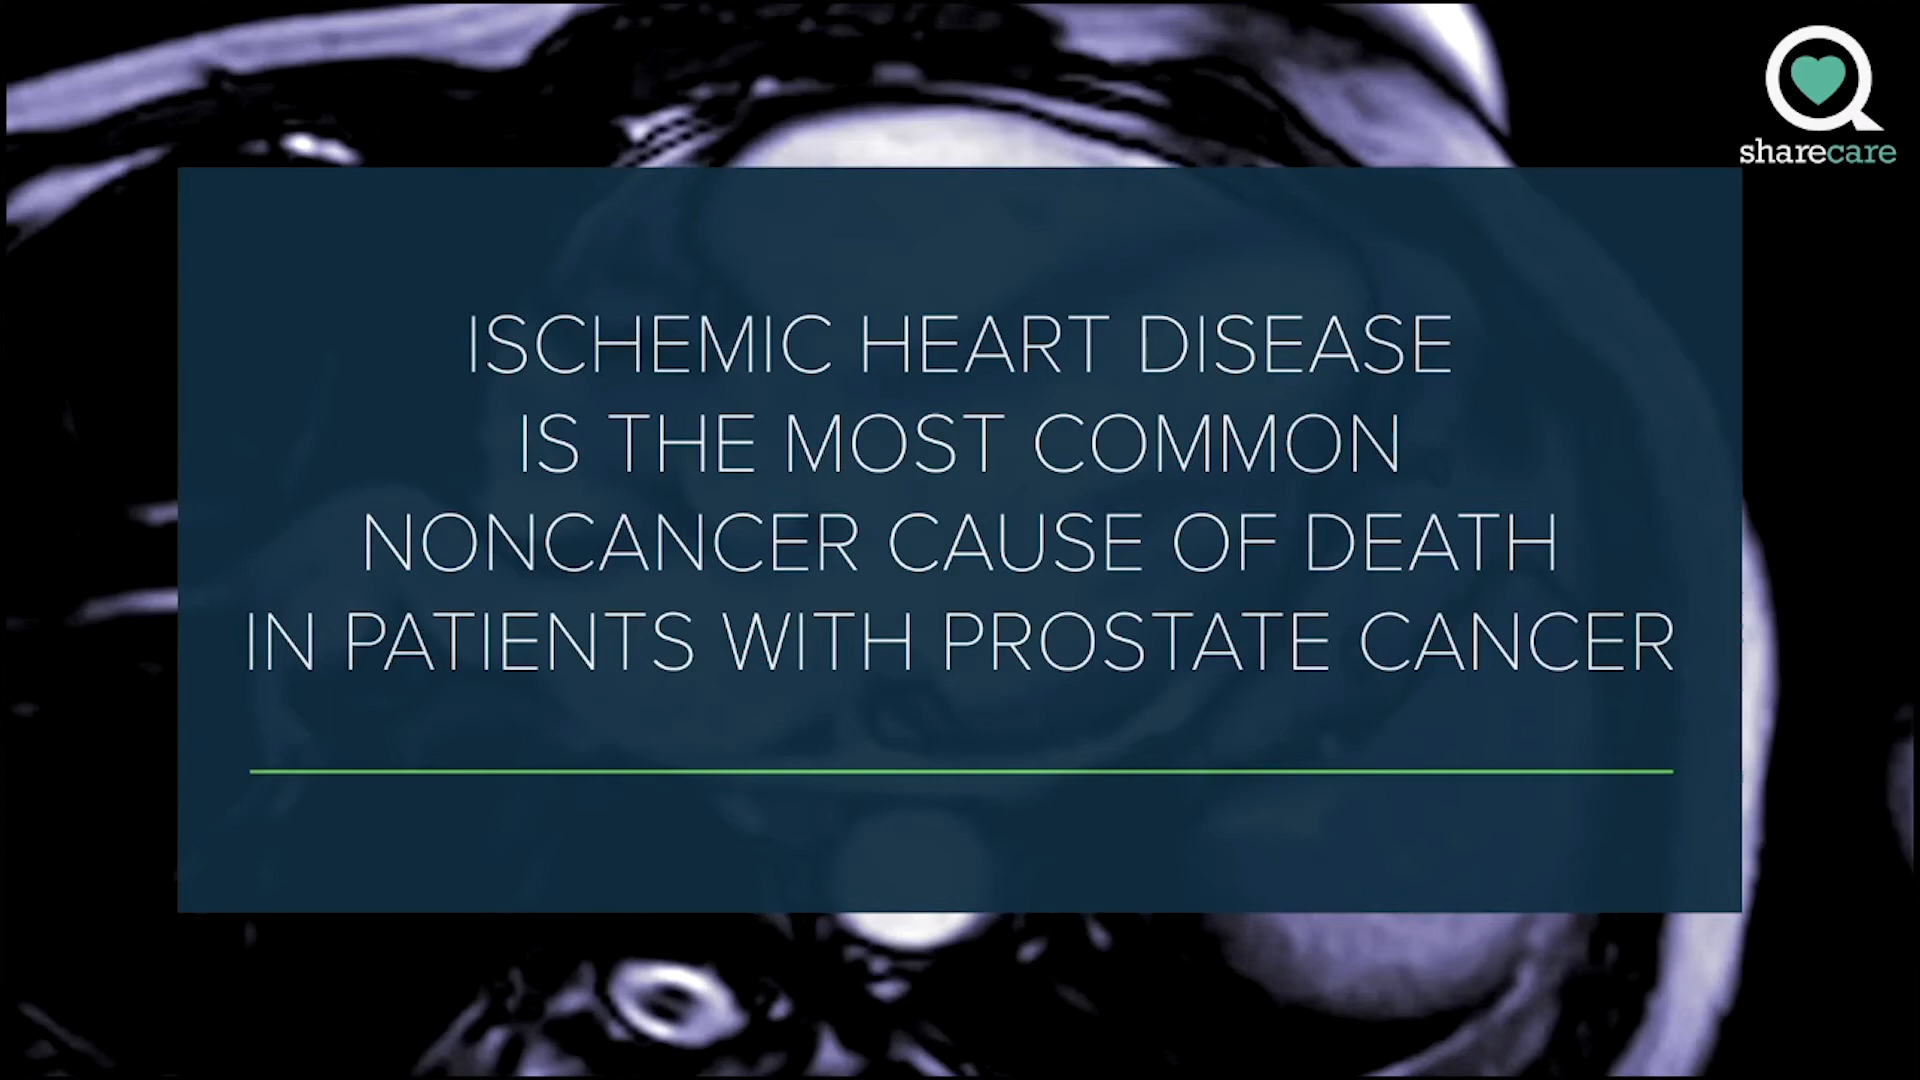 sharecare
ISCHEMIC HEART DISEASE
IS THE MOST COMMON
NONCANCER CAUSE OF DEATH
IN PATIENTS WITH PROSTATE CANCER